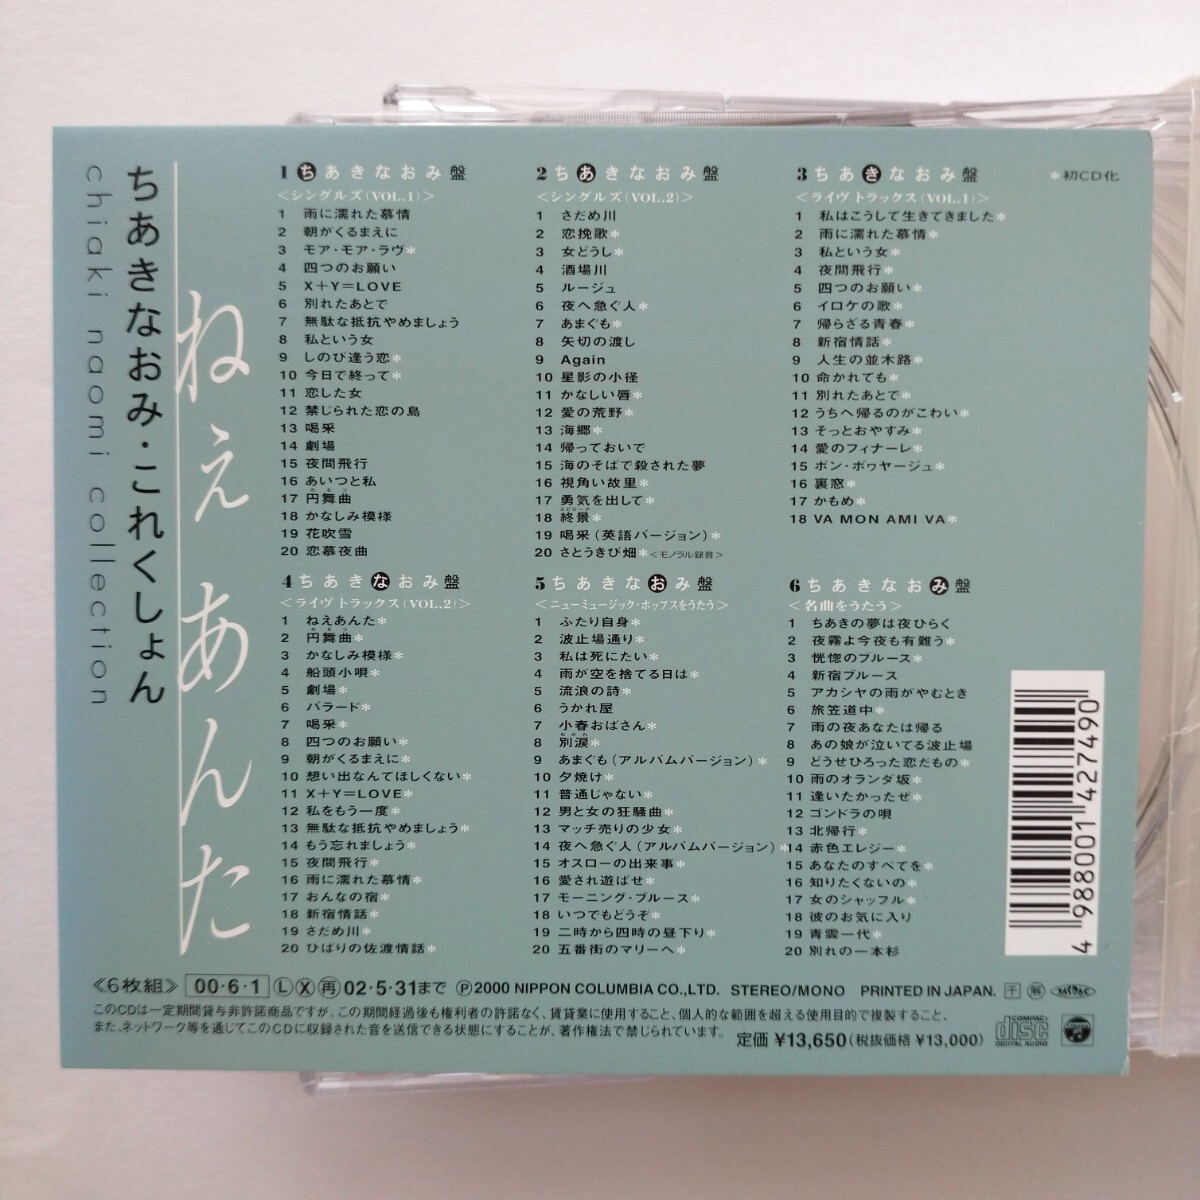 ちあきなおみ・これくしょん
chiaki naomi collection
ねぇ あんた
1 ちあきなおみ盤
＜シングルズ(VOL.1)＞
1 雨に濡れた慕情
2 朝がくるまえに
3 モア・モア・ラヴ＊
4 四つのお願い
5 X＋Y＝LOVE
6 別れたあとで
7 無駄な抵抗やめましょう
8 私という女
9 しのび逢う恋＊
10 今日で終って＊
11 恋した女
12 禁じられた恋の島
13 喝采
14 劇場
15 夜間飛行
16 あいつと私
17 円舞曲
18 かなしみ模様
19 花吹雪
20 恋慕夜曲
2 ちあきなおみ盤
＜シングルズ(VOL.2)＞
1 さだめ川
2 恋挽歌＊
3 女どうし＊
4 酒場川
5 ルージュ
6 夜へ急ぐ人＊
7 あまぐも＊
8 矢切の渡し
9 Again
10 星影の小径
11 かなしい唇＊
12 愛の荒野＊
13 海郷＊
14 帰っておいで
15 海のそばで殺された夢
16 視角い故里＊
17 勇気を出して＊
18 終景＊
19 喝采（英語バージョン）＊
20 さとうきび畑＊＜モノラル録音＞
3 ちあきなおみ盤
＊初CD化
＜ライヴ トラックス(VOL.1)＞
1 私はこうして生きてきました＊
2 雨に濡れた慕情＊
3 私という女＊
4 夜間飛行＊
5 四つのお願い＊
6 イロケの歌＊
7 帰らざる青春＊
8 新宿情話＊
9 人生の並木路＊
10 命かれても＊
11 別れたあとで＊
12 うちへ帰るのがこわい＊
13 そっとおやすみ＊
14 愛のフィナーレ＊
15 ボン・ボヮヤージュ＊
16 裏窓＊
17 かもめ＊
18 VA MON AMI VA＊
4 ちあきなおみ盤
＜ライヴ トラックス(VOL.2)＞
1 ねえあんた＊
2 円舞曲＊
3 かなしみ模様＊
4 船頭小唄＊
5 劇場＊
6 バラード＊
7 喝采＊
8 四つのお願い＊
9 朝がくるまえに＊
10 想い出なんてほしくない＊
11 X＋Y＝LOVE＊
12 私をもう一度＊
13 無駄な抵抗やめましょう＊
14 もう忘れましょう＊
15 夜間飛行＊
16 雨に濡れた慕情＊
17 おんなの宿＊
18 新宿情話＊
19 さだめ川＊
20 ひばりの佐渡情話＊
5 ちあきなおみ盤
＜ニューミュージック・ポップスをうたう＞
1 ふたり自身＊
2 波止場通り＊
3 私は死にたい＊
4 雨が空を捨てる日は＊
5 流浪の詩＊
6 うかれ屋
7 小春おばさん＊
8 別涙＊
9 あまぐも（アルバムバージョン）＊
10 夕焼け＊
11 普通じゃない＊
12 男と女の狂騒曲＊
13 マッチ売りの少女＊
14 夜へ急ぐ人（アルバムバージョン）＊
15 オスローの出来事＊
16 愛され遊ばせ＊
17 モーニング・ブルース＊
18 いつでもどうぞ＊
19 二時から四時の昼下り＊
20 五番街のマリーへ＊
6 ちあきなおみ盤
＜名曲をうたう＞
1 ちあきの夢は夜ひらく
2 夜霧よ今夜も有難う＊
3 恍惚のブルース＊
4 新宿ブルース
5 アカシヤの雨がやむとき
6 旅笠道中＊
7 雨の夜あなたは帰る
8 あの娘が泣いてる波止場
9 どうせひろった恋だもの＊
10 雨のオランダ坂＊
11 逢いたかったぜ＊
12 ゴンドラの唄
13 北帰行＊
14 赤色エレジー＊
15 あなたのすべてを＊
16 知りたくないの＊
17 女のシャッフル＊
18 彼のお気に入り
19 青雲一代＊
20 別れの一本杉
4 988001 427490
≪6枚組≫ 00・6・1 Ⓛ Ⓧ 再 02・5・31まで ℗2000 NIPPON COLUMBIA CO.,LTD. STEREO/MONO PRINTED IN JAPAN.
このCDは一定期間貸与非許諾商品ですが、この期間経過後も権利者の許諾なく、賃貸業に使用すること、個人的な範囲を超える使用目的で複製すること、
また、ネットワーク等を通じてこのCDに収録された音を送信できる状態にすることが、著作権法で禁じられています。
定価 ¥13,650(税抜価格 ¥13,000)
COMPACT disc DIGITAL AUDIO